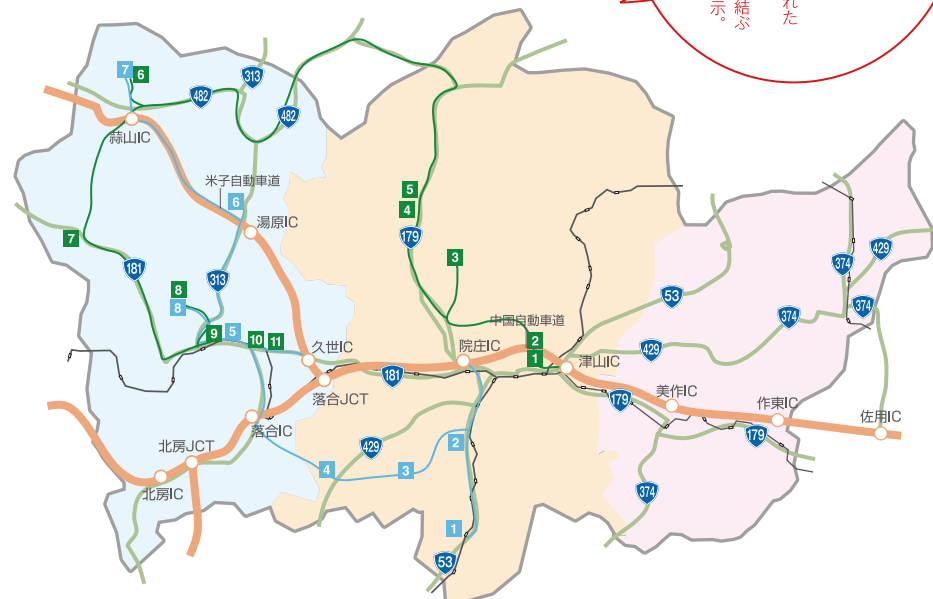 れた
結ぶ
示。
7
6
482
313
482
蒜山IC
米子自動車道
6
湯原IC
7
181
313
8
8
9
5
10
11
久世IC
落合JCT
落合IC
北房JCT
北房IC
5
4
179
3
中国自動車道
2
1
院庄IC
津山IC
181
429
4
3
2
1
53
53
429
374
374
429
374
179
美作IC
作東IC
佐用IC
179
374